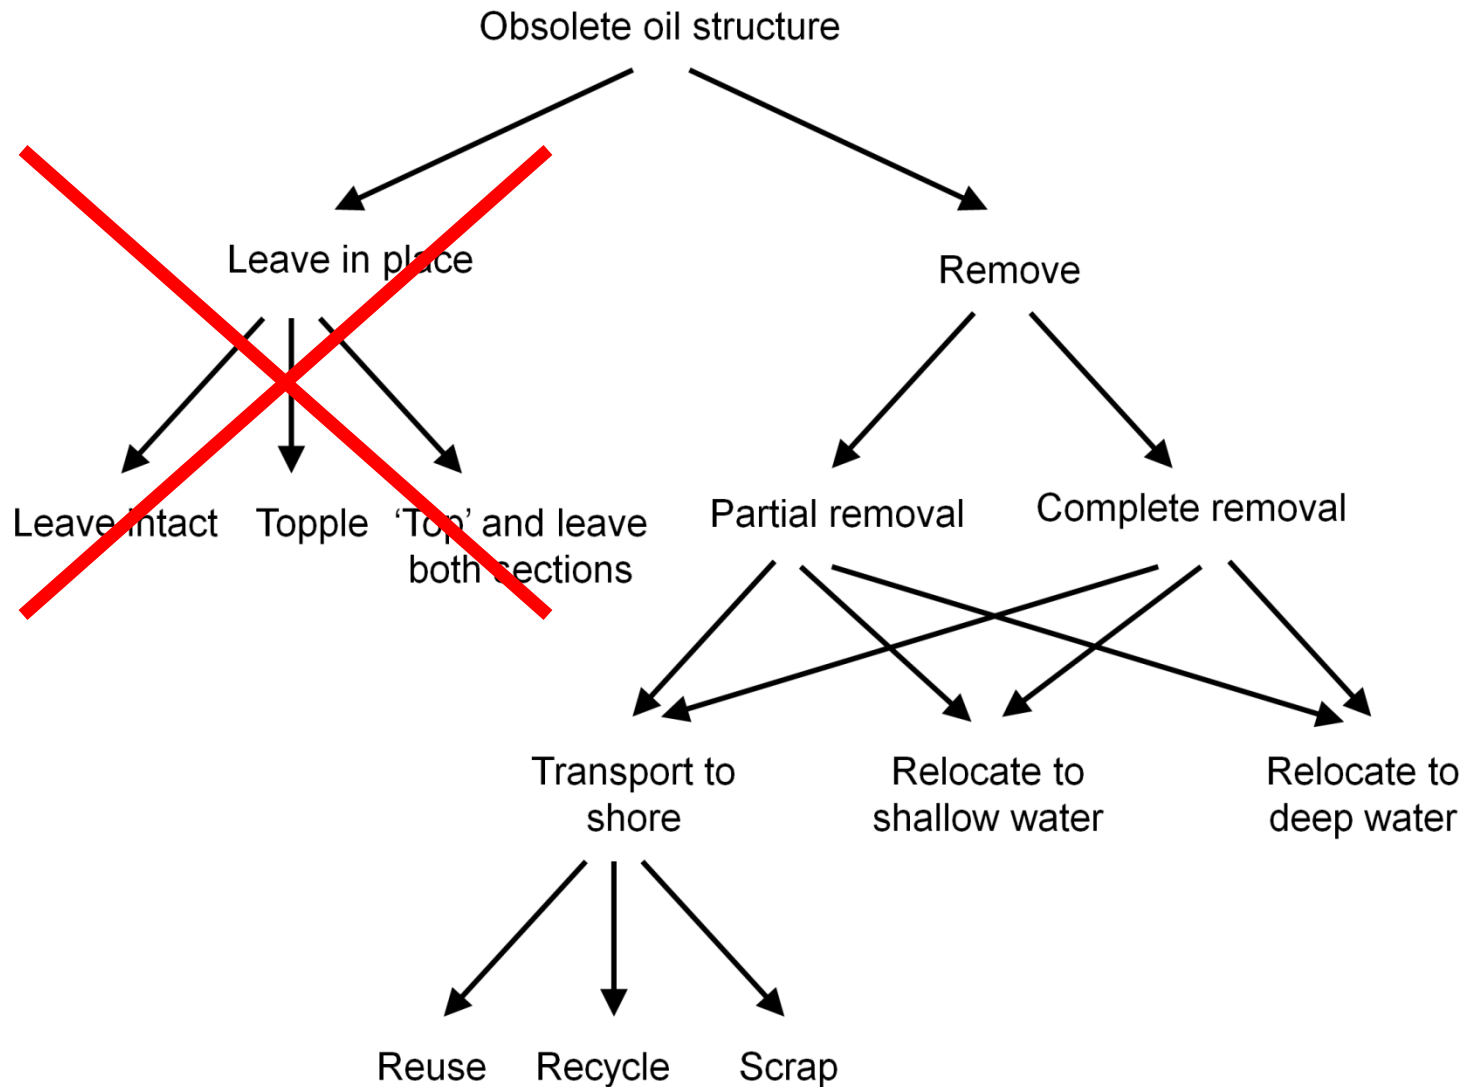 Obsolete oil structure
Leave in place
Remove
Leave intact
Topple
‘Top’ and leave
both sections
Partial removal
Complete removal
Transport to
shore
Relocate to
shallow water
Relocate to
deep water
Reuse
Recycle
Scrap